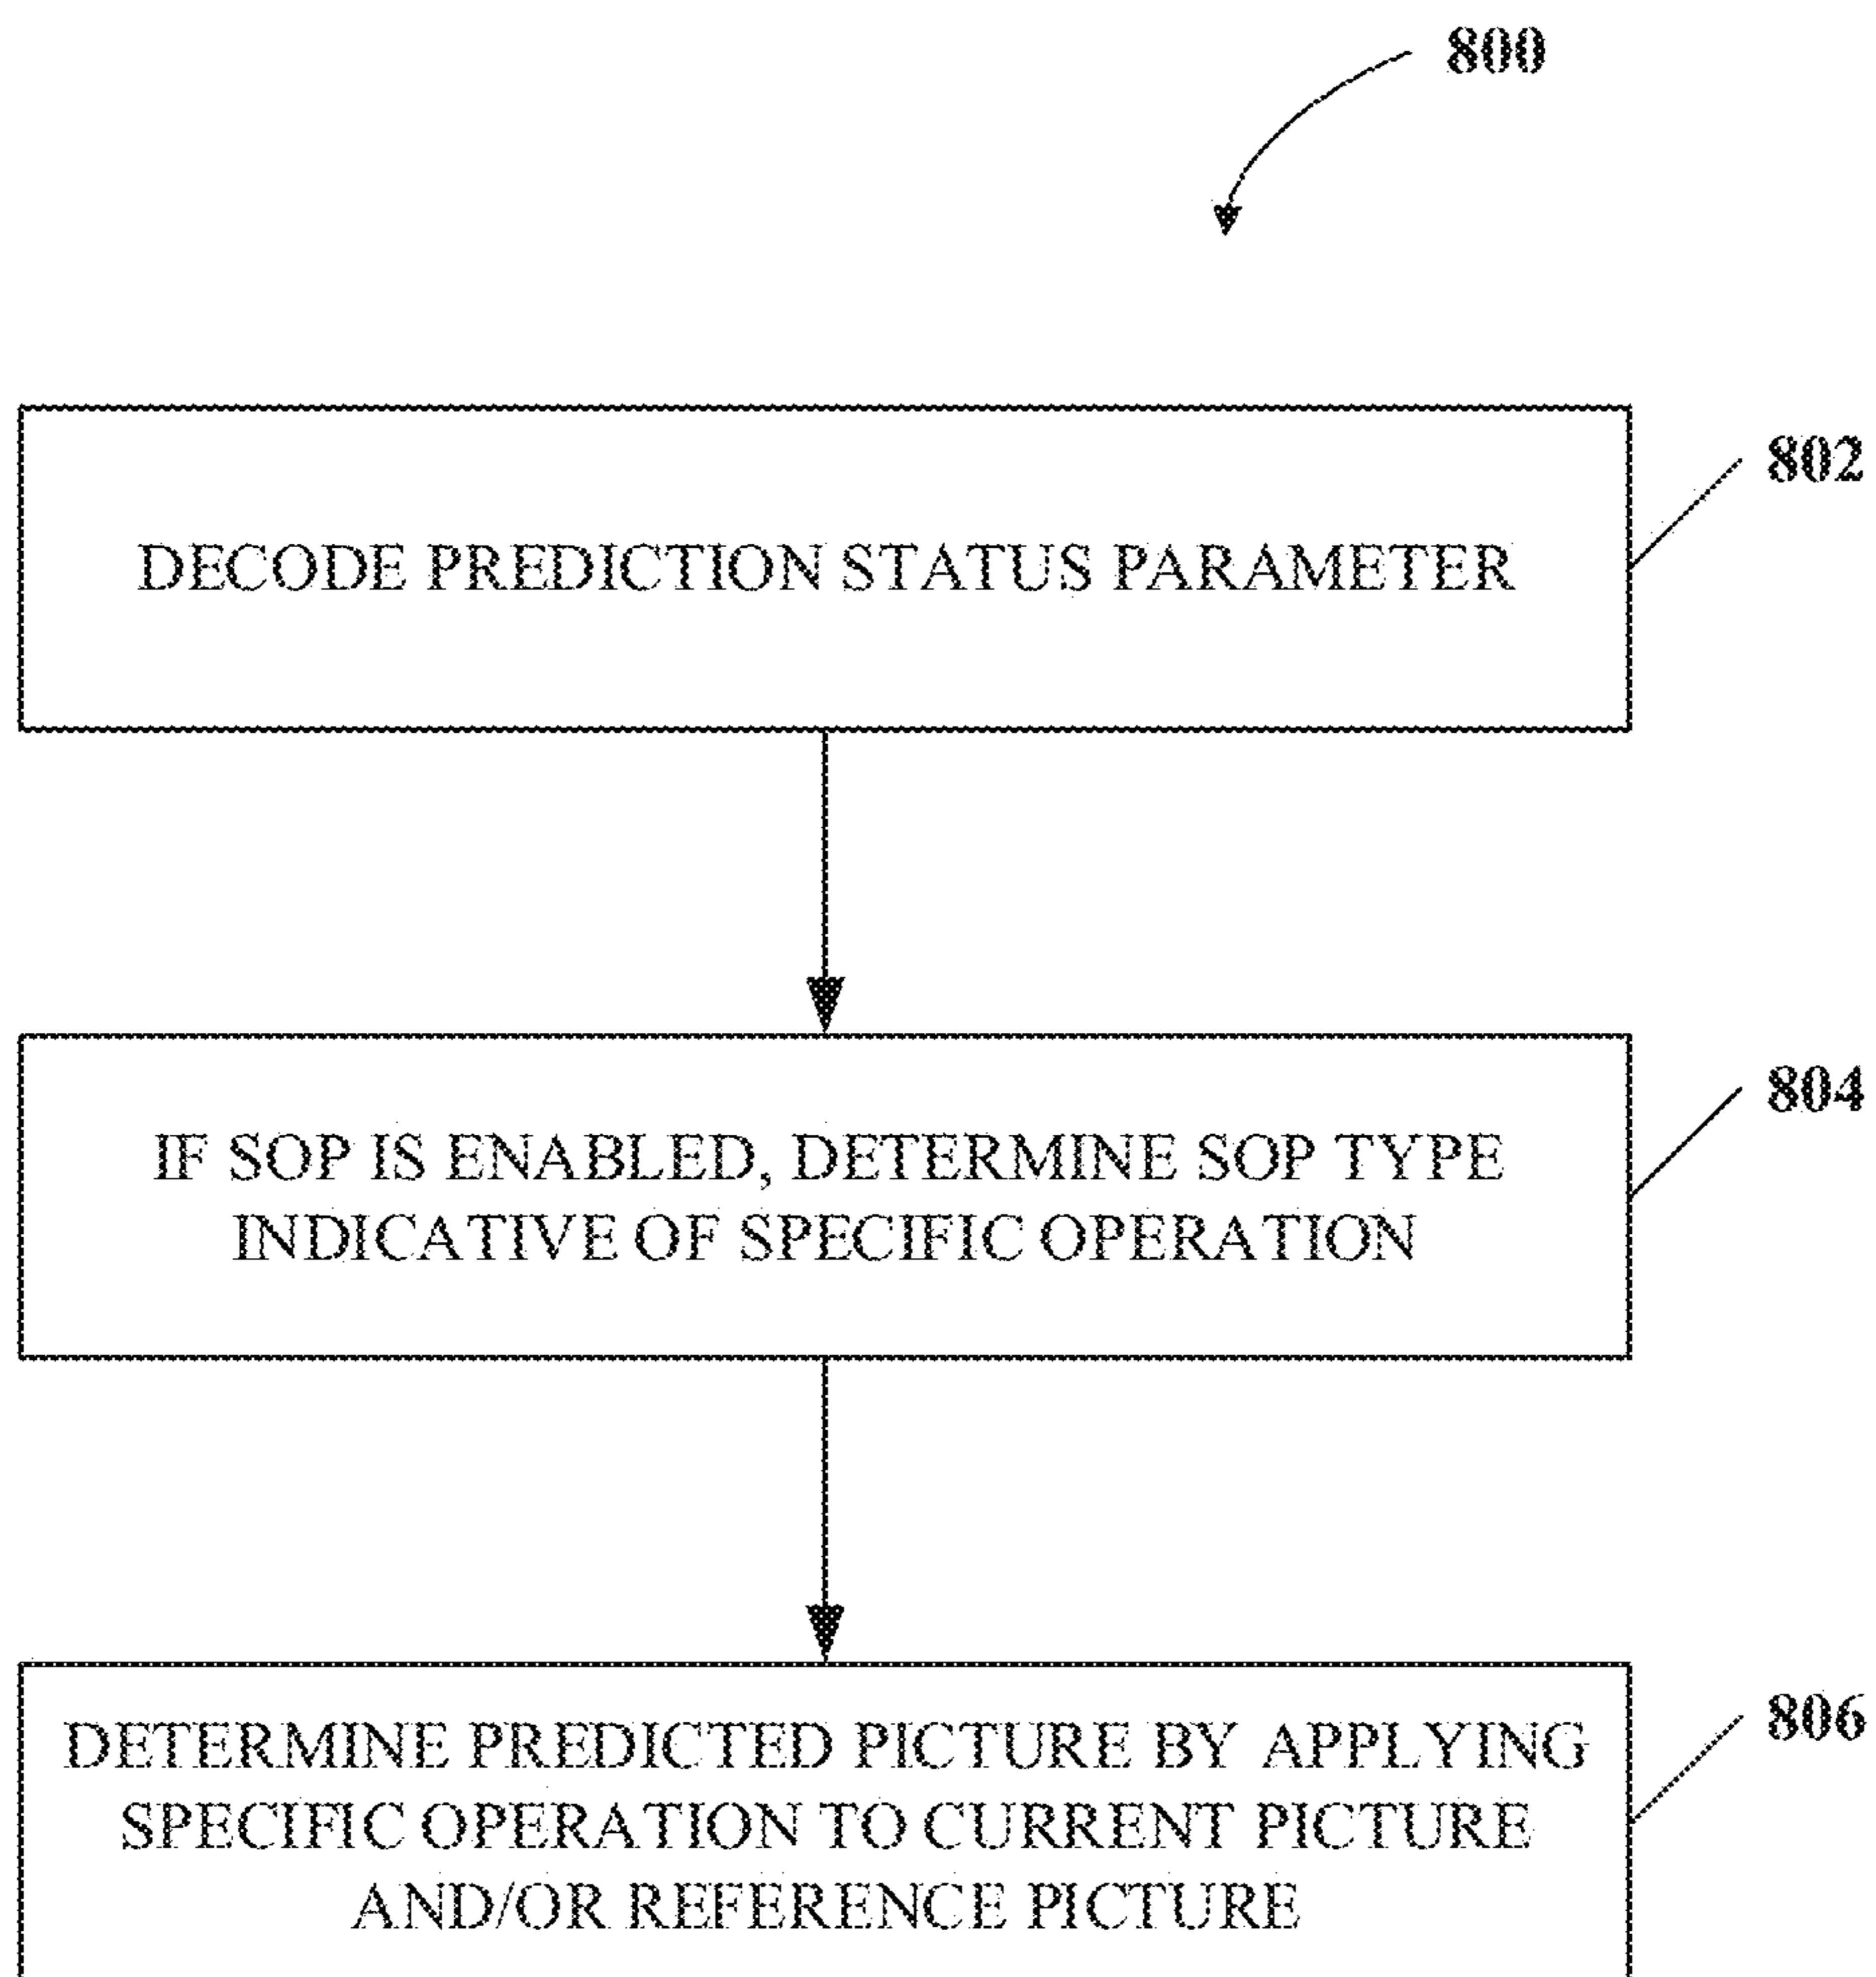 800
802
DECODE PREDICTION STATUS PARAMETER
804
IF SOP IS ENABLED, DETERMINE SOP TYPE
INDICATIVE OF SPECIFIC OPERATION
806
DETERMINE PREDICTED PICTURE BY APPLYING
SPECIFIC OPERATION TO CURRENT PICTURE
AND/OR REFERENCE PICTURE